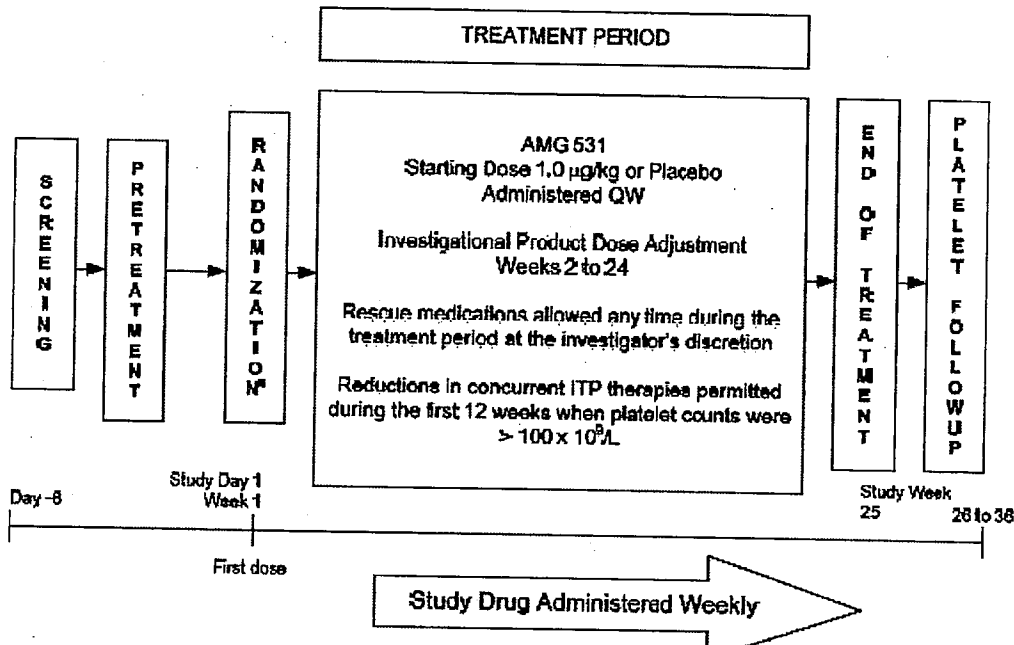 TREATMENT PERIOD
SCREENING
PRETREATMENT
RANDOMIZATIONª
AMG 531
Starting Dose 1.0 μg/kg or Placebo
Administered QW
Investigational Product Dose Adjustment
Weeks 2 to 24
Rescue medications allowed any time during the
treatment period at the investigator's discretion
Reductions in concurrent ITP therapies permitted
during the first 12 weeks when platelet counts were
> 100 x 10⁹/L
END OF TREATMENT
PLATELET FOLLOWUP
Day -6
Study Day 1
Week 1
First dose
Study Week
25
26 to 36
Study Drug Administered Weekly